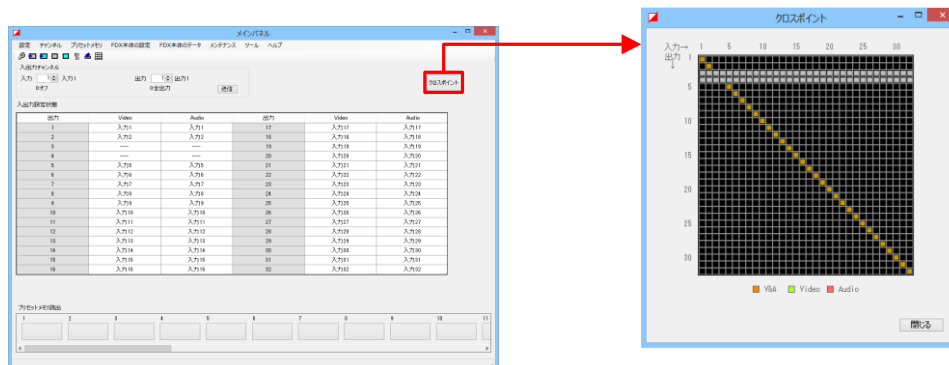 メインパネル
設定 チャンネル プリセットメモリ FDX本体の設定 FDX本体のデータ メンテナンス ツール ヘルプ
入出力チャンネル
入力 1 入力1 出力 1 出力1
0:オフ 0:全出力 送信
クロスポイント
入出力設定状態
出力 Video Audio 出力 Video Audio
1 入力1 入力1 17 入力17 入力17
2 入力2 入力2 18 入力18 入力18
3 --- --- 19 入力19 入力19
4 --- --- 20 入力20 入力20
5 入力5 入力5 21 入力21 入力21
6 入力6 入力6 22 入力22 入力22
7 入力7 入力7 23 入力23 入力23
8 入力8 入力8 24 入力24 入力24
9 入力9 入力9 25 入力25 入力25
10 入力10 入力10 26 入力26 入力26
11 入力11 入力11 27 入力27 入力27
12 入力12 入力12 28 入力28 入力28
13 入力13 入力13 29 入力29 入力29
14 入力14 入力14 30 入力30 入力30
15 入力15 入力15 31 入力31 入力31
16 入力16 入力16 32 入力32 入力32
プリセットメモリ読出
1 2 3 4 5 6 7 8 9 10 11
クロスポイント
入力→ 1 5 10 15 20 25 30
出力 1
↓
5
10
15
20
25
30
V&A Video Audio
閉じる